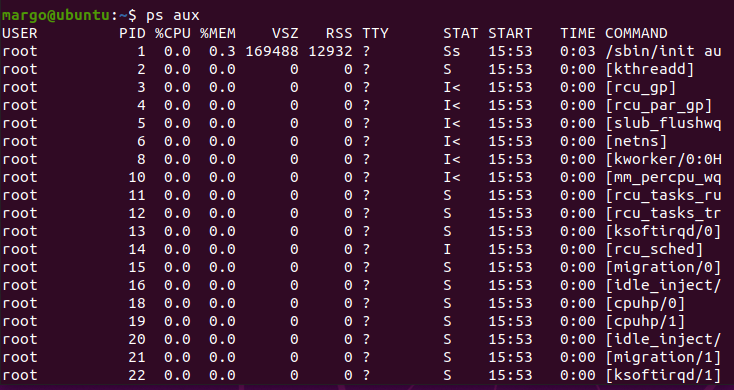 margo@ubuntu:~$ ps aux
USER PID %CPU %MEM VSZ RSS TTY STAT START TIME COMMAND
root 1 0.0 0.3 169488 12932 ? Ss 15:53 0:03 /sbin/init au
root 2 0.0 0.0 0 0 ? S 15:53 0:00 [kthreadd]
root 3 0.0 0.0 0 0 ? I< 15:53 0:00 [rcu_gp]
root 4 0.0 0.0 0 0 ? I< 15:53 0:00 [rcu_par_gp]
root 5 0.0 0.0 0 0 ? I< 15:53 0:00 [slub_flushwq
root 6 0.0 0.0 0 0 ? I< 15:53 0:00 [netns]
root 8 0.0 0.0 0 0 ? I< 15:53 0:00 [kworker/0:0H
root 10 0.0 0.0 0 0 ? I< 15:53 0:00 [mm_percpu_wq
root 11 0.0 0.0 0 0 ? S 15:53 0:00 [rcu_tasks_ru
root 12 0.0 0.0 0 0 ? S 15:53 0:00 [rcu_tasks_tr
root 13 0.0 0.0 0 0 ? S 15:53 0:00 [ksoftirqd/0]
root 14 0.0 0.0 0 0 ? I 15:53 0:00 [rcu_sched]
root 15 0.0 0.0 0 0 ? S 15:53 0:00 [migration/0]
root 16 0.0 0.0 0 0 ? S 15:53 0:00 [idle_inject/
root 18 0.0 0.0 0 0 ? S 15:53 0:00 [cpuhp/0]
root 19 0.0 0.0 0 0 ? S 15:53 0:00 [cpuhp/1]
root 20 0.0 0.0 0 0 ? S 15:53 0:00 [idle_inject/
root 21 0.0 0.0 0 0 ? S 15:53 0:00 [migration/1]
root 22 0.0 0.0 0 0 ? S 15:53 0:00 [ksoftirqd/1]